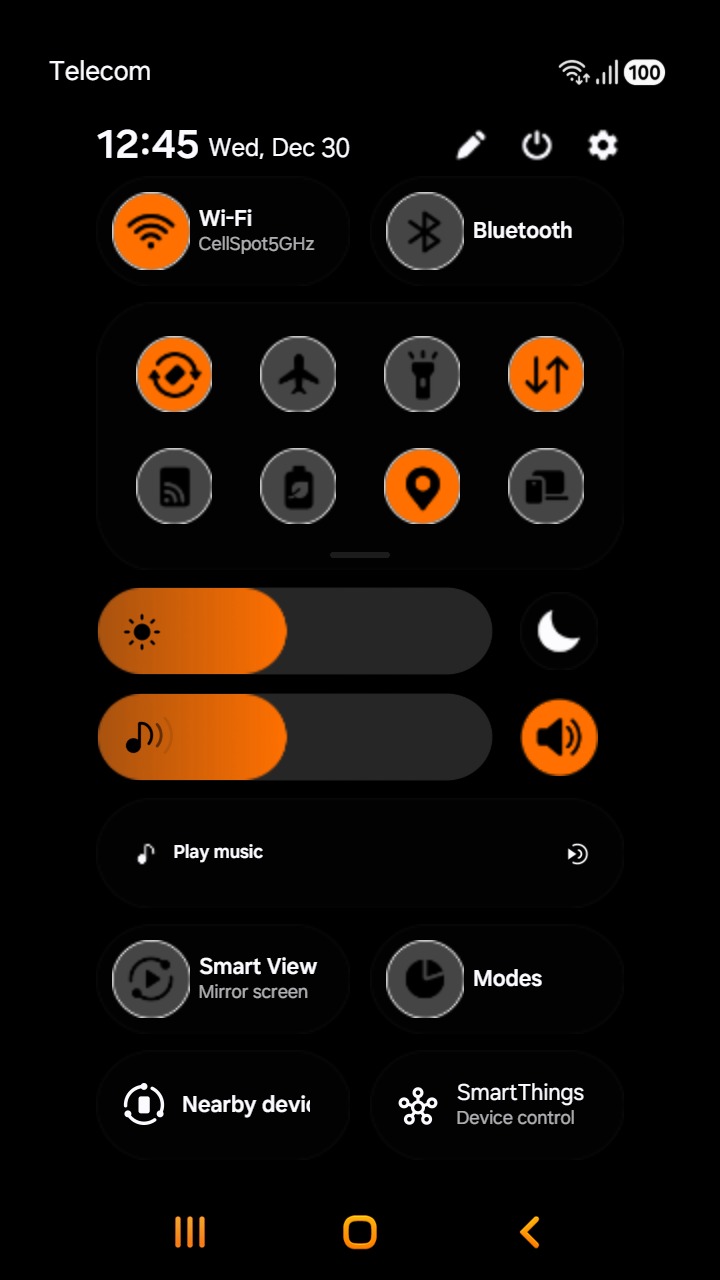 Telecom
100
12:45 Wed, Dec 30
Wi-Fi
CellSpot5GHz
Bluetooth
Play music
Smart View
Mirror screen
Modes
Nearby devi
SmartThings
Device control